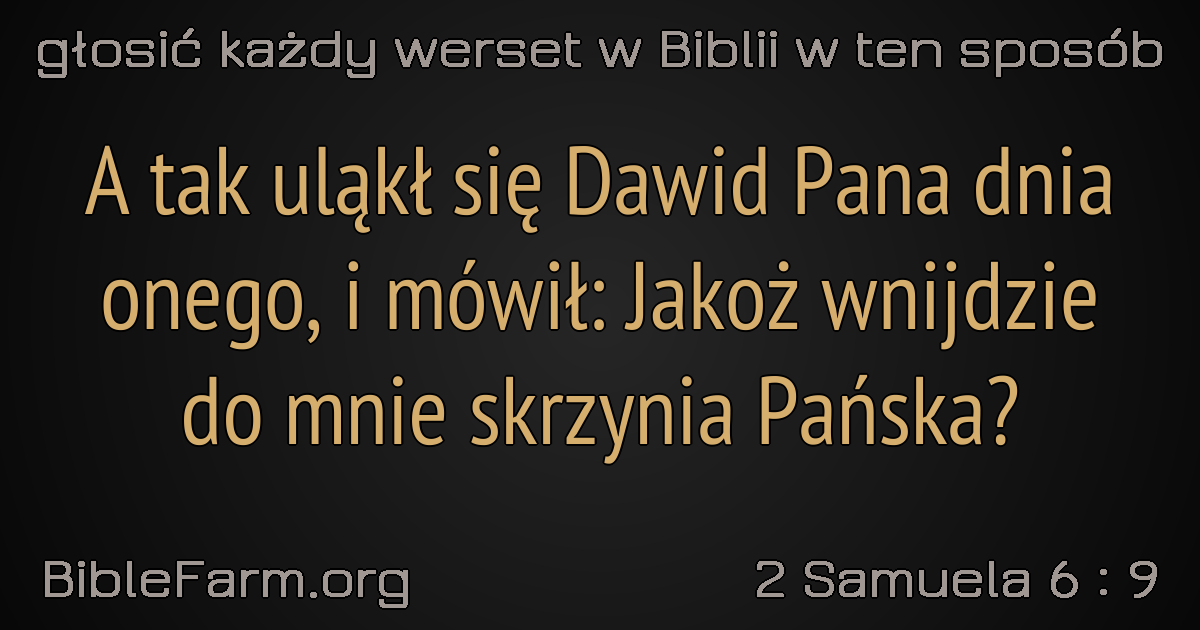 głosić każdy werset w Biblii w ten sposób
A tak uląkł się Dawid Pana dnia
onego, i mówił: Jakoż wnijdzie
do mnie skrzynia Pańska?
BibleFarm.org
2 Samuela 6 : 9